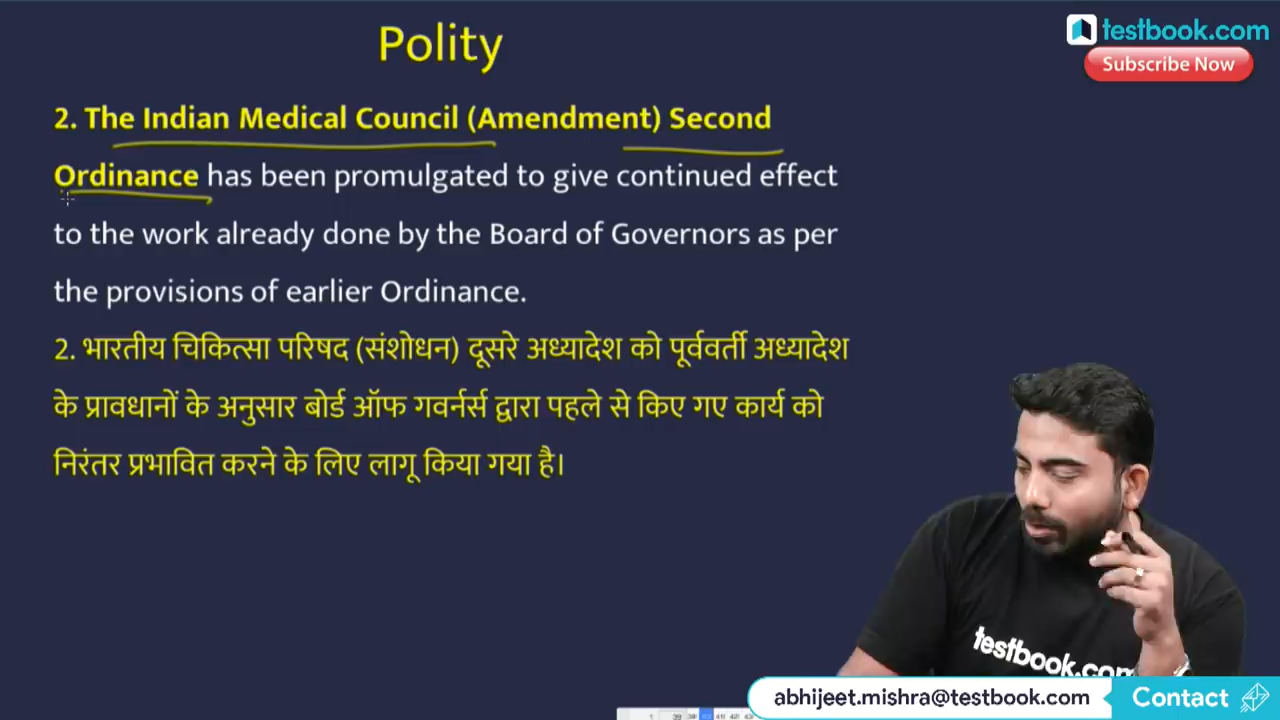 Polity
testbook.com
Subscribe Now
2. The Indian Medical Council (Amendment) Second
Ordinance has been promulgated to give continued effect
to the work already done by the Board of Governors as per
the provisions of earlier Ordinance.
2. भारतीय चिकित्सा परिषद (संशोधन) दूसरे अध्यादेश को पूर्ववर्ती अध्यादेश
के प्रावधानों के अनुसार बोर्ड ऑफ गवर्नर्स द्वारा पहले से किए गए कार्य को
निरंतर प्रभावित करने के लिए लागू किया गया है।
testbook.com
abhijeet.mishra@testbook.com
Contact